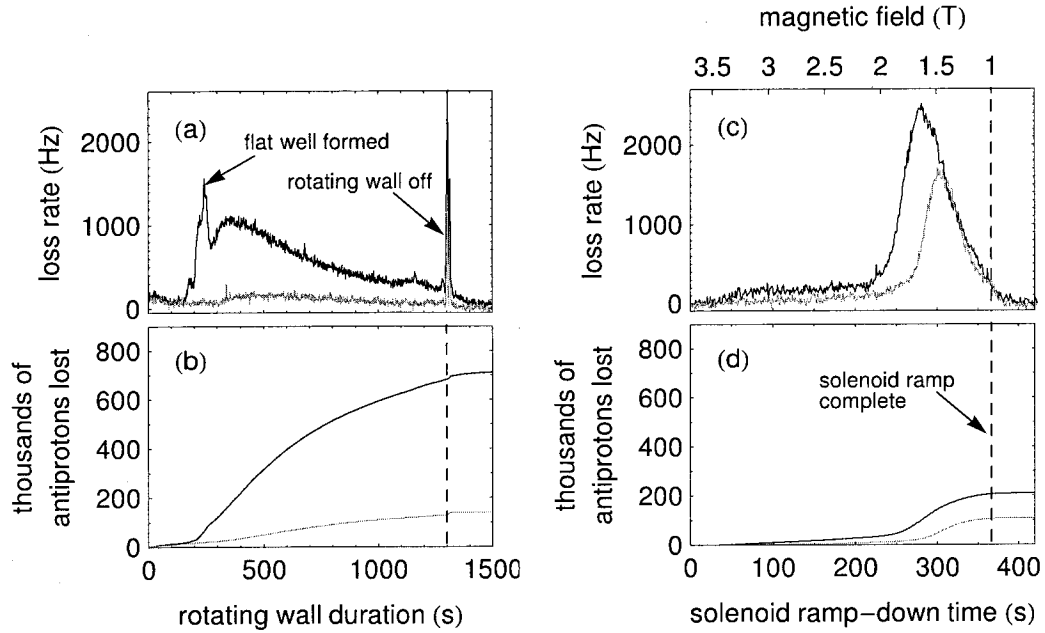 magnetic field (T)
3.5 3 2.5 2 1.5 1
(a)
flat well formed
rotating wall off
loss rate (Hz)
2000
1000
0
(c)
loss rate (Hz)
2000
1000
0
(b)
thousands of
antiprotons lost
800
600
400
200
0
0 500 1000 1500
rotating wall duration (s)
(d)
solenoid ramp
complete
thousands of
antiprotons lost
800
600
400
200
0
0 100 200 300 400
solenoid ramp-down time (s)